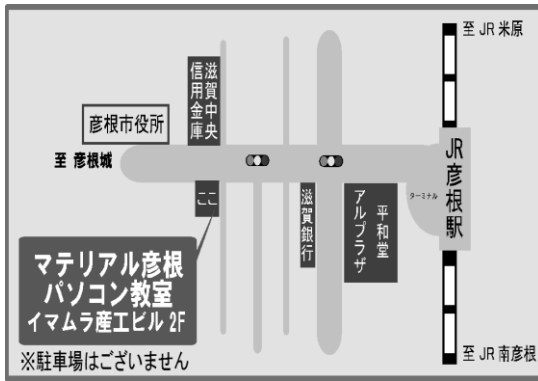 至 JR 米原
滋賀中央
信用金庫
彦根市役所
至 彦根城
JR彦根駅
ターミナル
ここ
滋賀銀行
平和堂
アルプラザ
マテリアル彦根
パソコン教室
イマムラ産工ビル 2F
※駐車場はございません
至 JR 南彦根